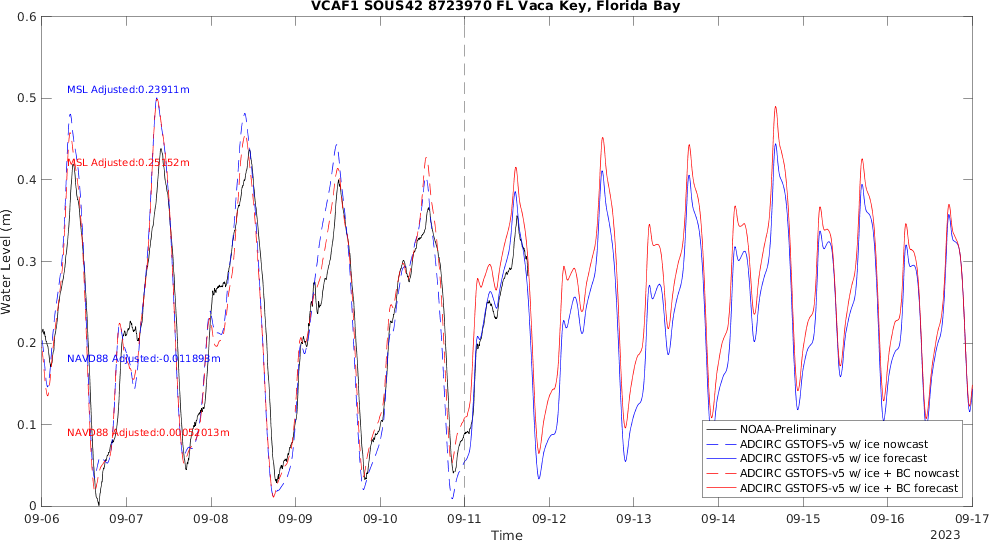 VCAF1 SOUS42 8723970 FL Vaca Key, Florida Bay
0.6
0.5
0.4
0.3
0.2
0.1
0
Water Level (m)
MSL Adjusted:0.23911m
MSL Adjusted:0.25352m
NAVD88 Adjusted:-0.011893m
NAVD88 Adjusted:0.00052013m
NOAA-Preliminary
ADCIRC GSTOFS-v5 w/ ice nowcast
ADCIRC GSTOFS-v5 w/ ice forecast
ADCIRC GSTOFS-v5 w/ ice + BC nowcast
ADCIRC GSTOFS-v5 w/ ice + BC forecast
09-06 09-07 09-08 09-09 09-10 09-11 09-12 09-13 09-14 09-15 09-16 09-17
Time
2023